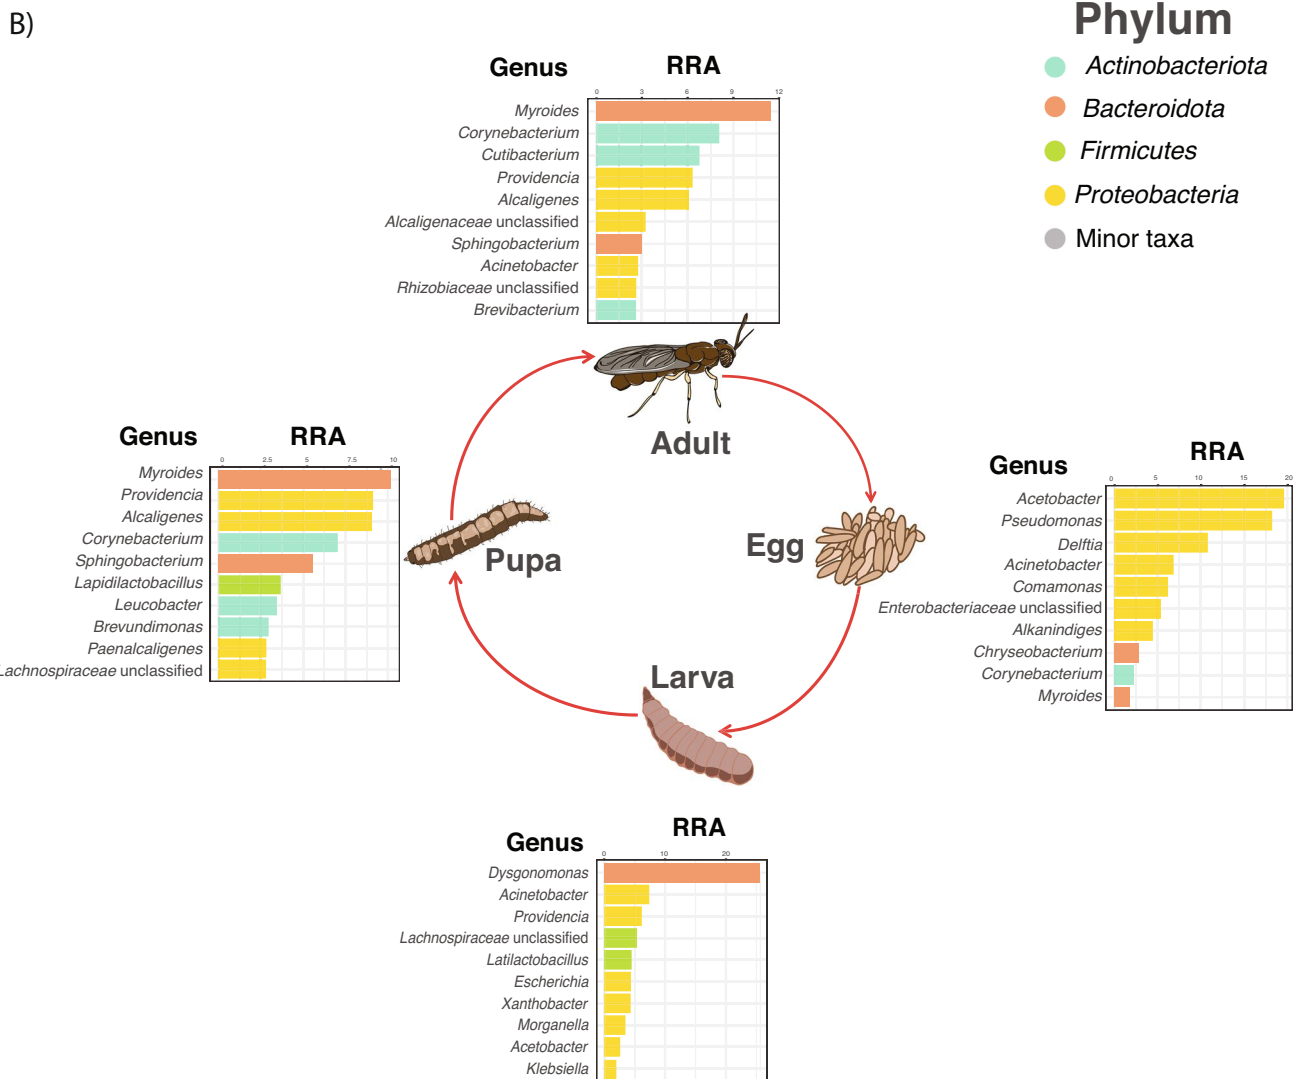 B)
Phylum
Actinobacteriota
Bacteroidota
Firmicutes
Proteobacteria
Minor taxa
Genus RRA
0 3 6 9 12
Myroides
Corynebacterium
Cutibacterium
Providencia
Alcaligenes
Alcaligenaceae unclassified
Sphingobacterium
Acinetobacter
Rhizobiaceae unclassified
Brevibacterium
Adult
Genus RRA
0 2.5 5 7.5 10
Myroides
Providencia
Alcaligenes
Corynebacterium
Sphingobacterium
Lapidilactobacillus
Leucobacter
Brevundimonas
Paenalcaligenes
Lachnospiraceae unclassified
Pupa
Egg
Genus RRA
0 5 10 15 20
Acetobacter
Pseudomonas
Delftia
Acinetobacter
Comamonas
Enterobacteriaceae unclassified
Alkanindiges
Chryseobacterium
Corynebacterium
Myroides
Larva
Genus RRA
0 10 20
Dysgonomonas
Acinetobacter
Providencia
Lachnospiraceae unclassified
Latilactobacillus
Escherichia
Xanthobacter
Morganella
Acetobacter
Klebsiella